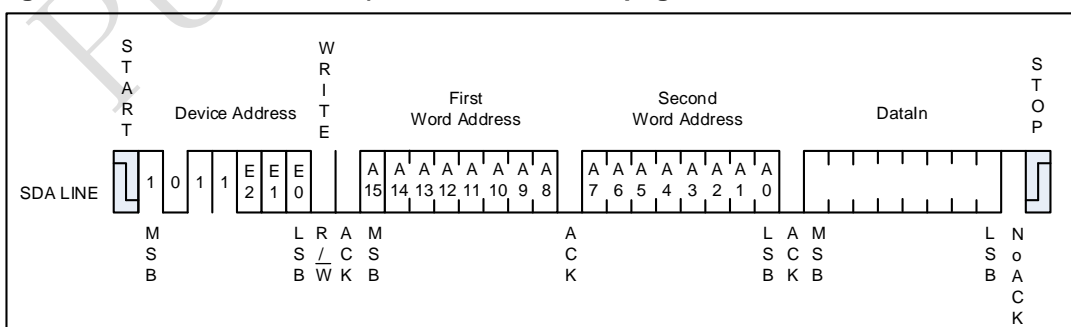 START
WRITE
STOP
Device Address
First
Word Address
Second
Word Address
DataIn
SDA LINE
1 0 1 1 E2 E1 E0
A15 A14 A13 A12 A11 A10 A9 A8
A7 A6 A5 A4 A3 A2 A1 A0
MSB
LSB
R/W
ACK
MSB
ACK
LSB
ACK
MSB
LSB
NoACK